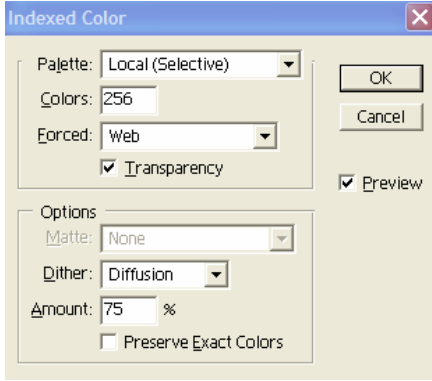 Indexed Color
Palette: Local (Selective)
OK
Colors: 256
Cancel
Forced: Web
Transparency
Preview
Options
Matte: None
Dither: Diffusion
Amount: 75 %
Preserve Exact Colors